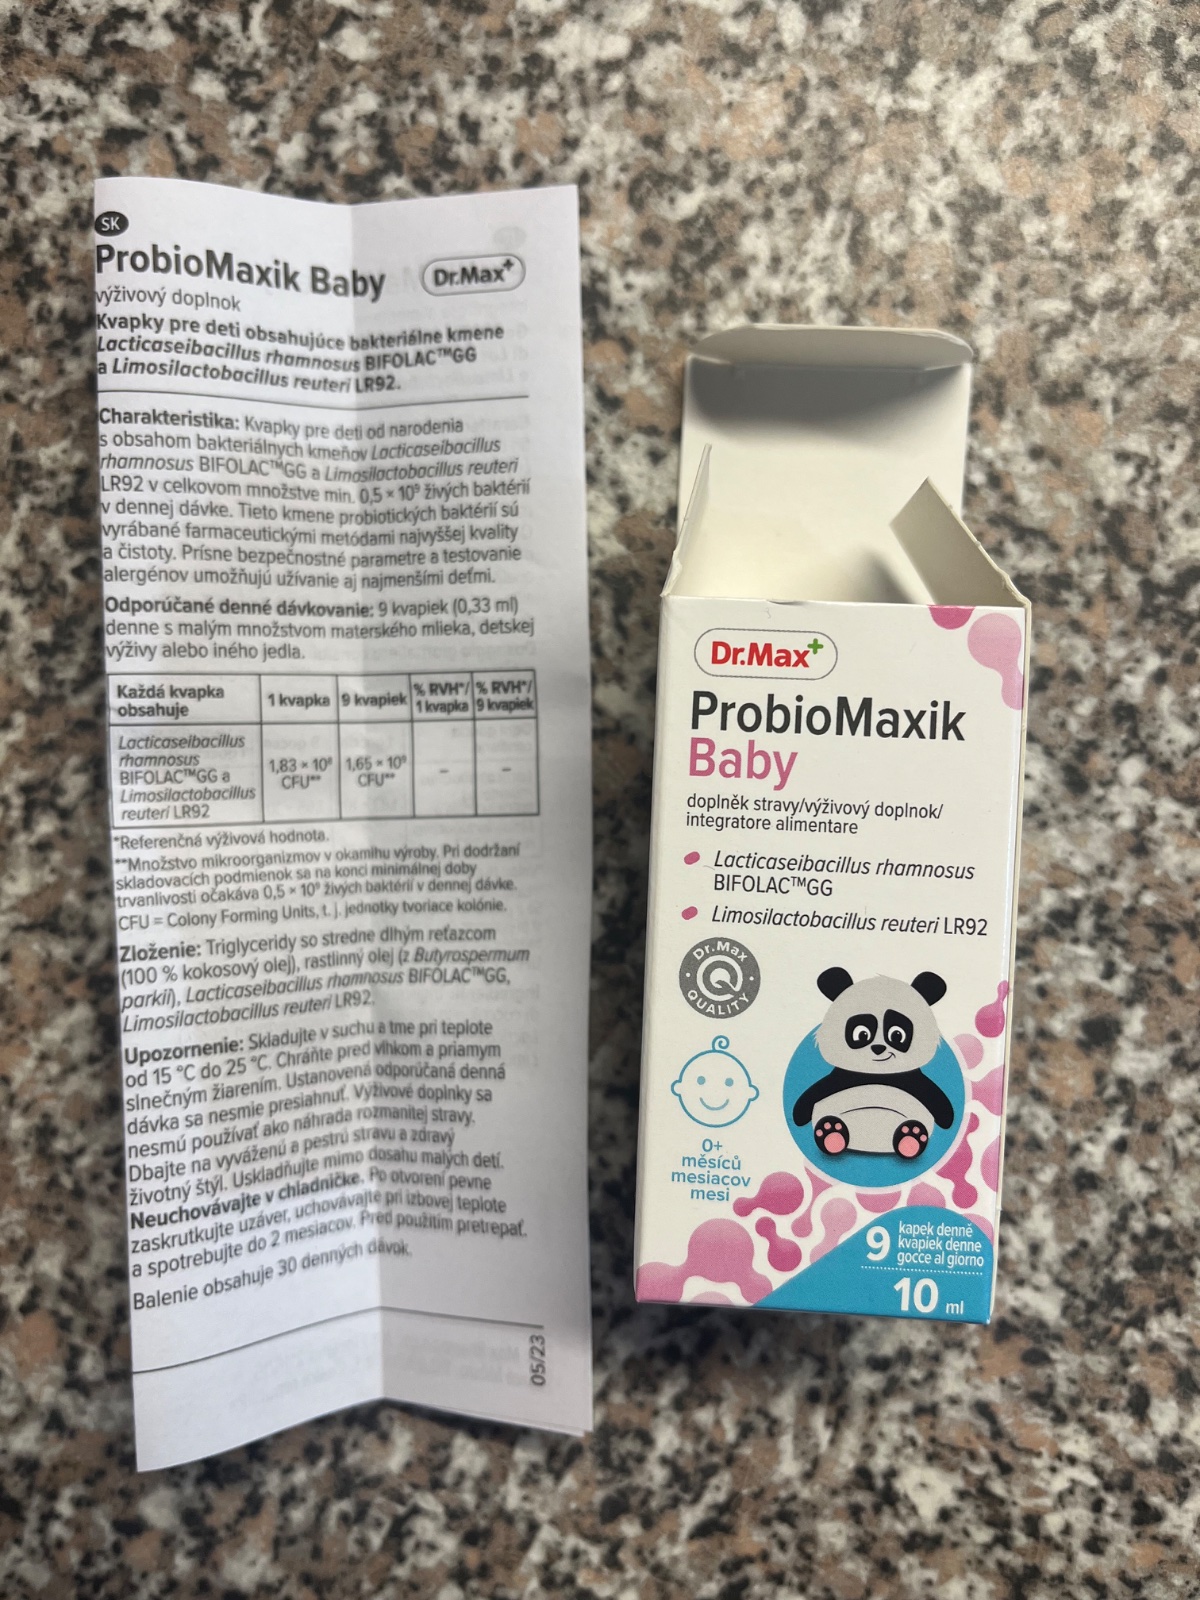 SK
ProbioMaxik Baby
Dr.Max+
výživový doplnok
Kvapky pre deti obsahujúce bakteriálne kmene
Lacticaseibacillus rhamnosus BIFOLAC™GG
a Limosilactobacillus reuteri LR92.
Charakteristika: Kvapky pre deti od narodenia
s obsahom bakteriálnych kmeňov Lacticaseibacillus
rhamnosus BIFOLAC™GG a Limosilactobacillus reuteri
LR92 v celkovom množstve min. 0,5 × 10⁹ živých baktérií
v dennej dávke. Tieto kmene probiotických baktérií sú
vyrábané farmaceutickými metódami najvyššej kvality
a čistoty. Prísne bezpečnostné parametre a testovanie
alergénov umožňujú užívanie aj najmenšími deťmi.
Odporúčané denné dávkovanie: 9 kvapiek (0,33 ml)
denne s malým množstvom materského mlieka, detskej
výživy alebo iného jedla.
Každá kvapka obsahuje
1 kvapka
9 kvapiek
% RVH*/ 1 kvapka
% RVH*/ 9 kvapiek
Lacticaseibacillus
rhamnosus
BIFOLAC™GG a
Limosilactobacillus
reuteri LR92
1,83 × 10⁸ CFU**
1,65 × 10⁹ CFU**
–
–
*Referenčná výživová hodnota.
**Množstvo mikroorganizmov v okamihu výroby. Pri dodržaní
skladovacích podmienok sa na konci minimálnej doby
trvanlivosti očakáva 0,5 × 10⁹ živých baktérií v dennej dávke.
CFU = Colony Forming Units, t. j. jednotky tvoriace kolónie.
Zloženie: Triglyceridy so stredne dlhým reťazcom
(100 % kokosový olej), rastlinný olej (z Butyrospermum
parkii), Lacticaseibacillus rhamnosus BIFOLAC™GG,
Limosilactobacillus reuteri LR92.
Upozornenie: Skladujte v suchu a tme pri teplote
od 15 °C do 25 °C. Chráňte pred vlhkom a priamym
slnečným žiarením. Ustanovená odporúčaná denná
dávka sa nesmie presiahnuť. Výživové doplnky sa
nesmú používať ako náhrada rozmanitej stravy.
Dbajte na vyváženú a pestrú stravu a zdravý
životný štýl. Uskladňujte mimo dosahu malých detí.
Neuchovávajte v chladničke. Po otvorení pevne
zaskrutkujte uzáver, uchovávajte pri izbovej teplote
a spotrebujte do 2 mesiacov. Pred použitím pretrepať.
Balenie obsahuje 30 denných dávok.
05/23
Dr.Max+
ProbioMaxik
Baby
doplněk stravy/výživový doplnok/
integratore alimentare
Lacticaseibacillus rhamnosus
BIFOLAC™GG
Limosilactobacillus reuteri LR92
Dr.Max
Q
QUALITY
0+
měsíců
mesiacov
mesi
9
kapek denně
kvapiek denne
gocce al giorno
10 ml